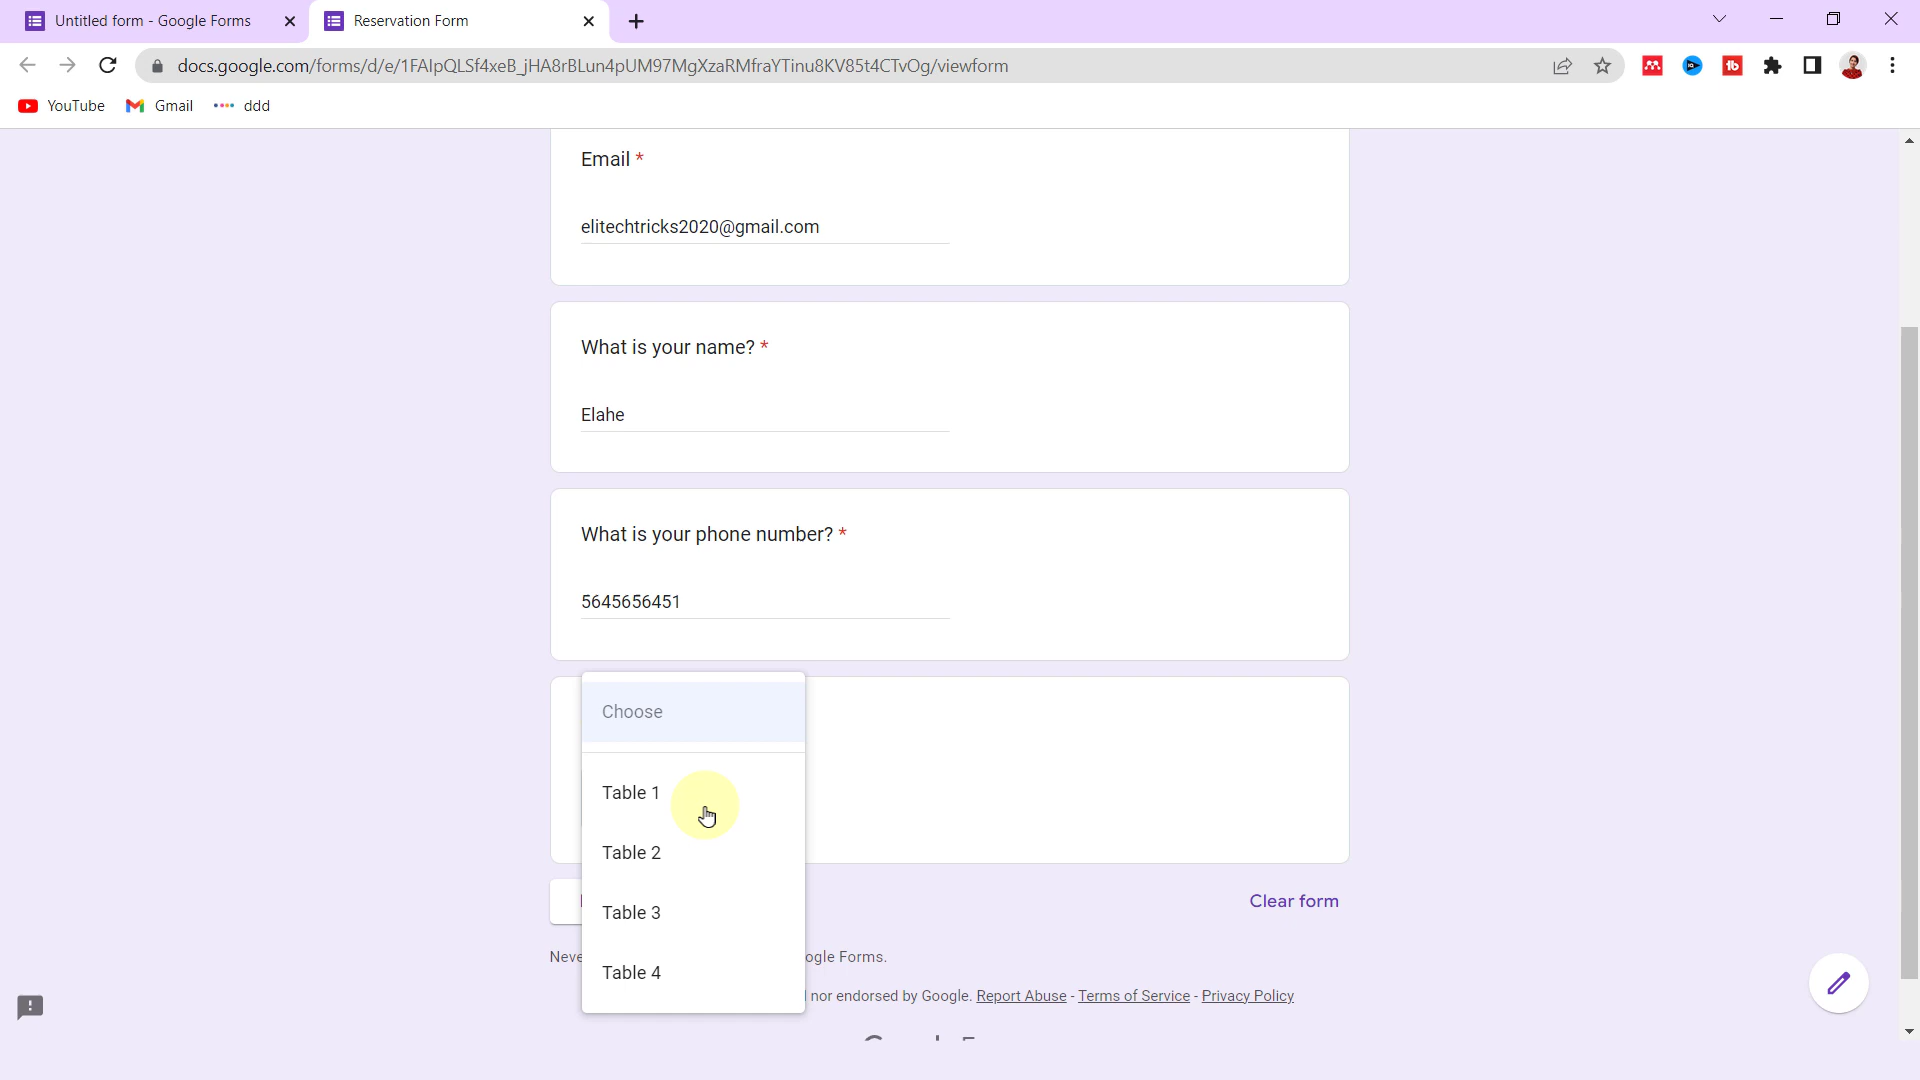 Untitled form - Google Forms
Reservation Form
docs.google.com/forms/d/e/1FAIpQLSf4xeB_jHA8rBLun4pUM97MgXzaRMfraYTinu8KV85t4CTvOg/viewform
YouTube
Gmail
ddd
Email *
elitechtricks2020@gmail.com
What is your name? *
Elahe
What is your phone number? *
5645656451
Choose
Table 1
Table 2
Table 3
Table 4
Clear form
Neve
ogle Forms.
nor endorsed by Google. Report Abuse - Terms of Service - Privacy Policy